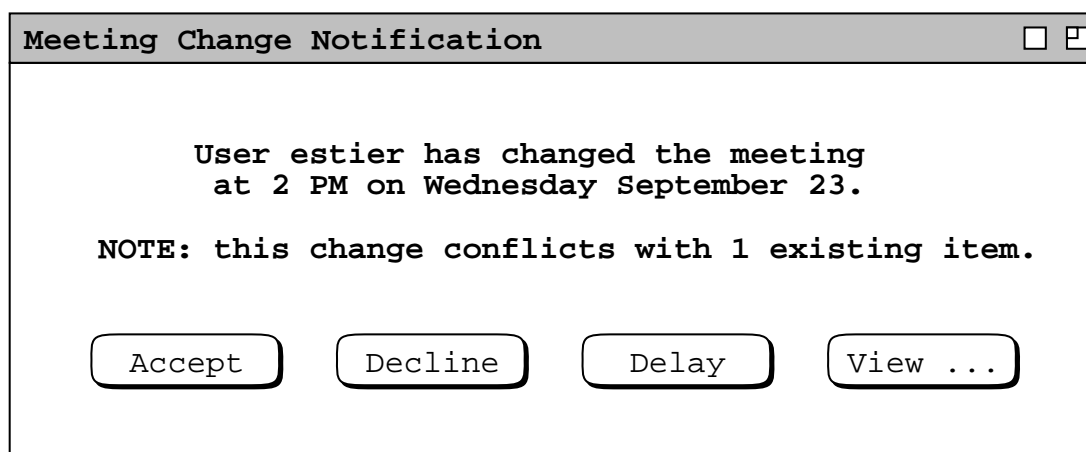 Meeting Change Notification
User estier has changed the meeting
at 2 PM on Wednesday September 23.
NOTE: this change conflicts with 1 existing item.
Accept Decline Delay View ...